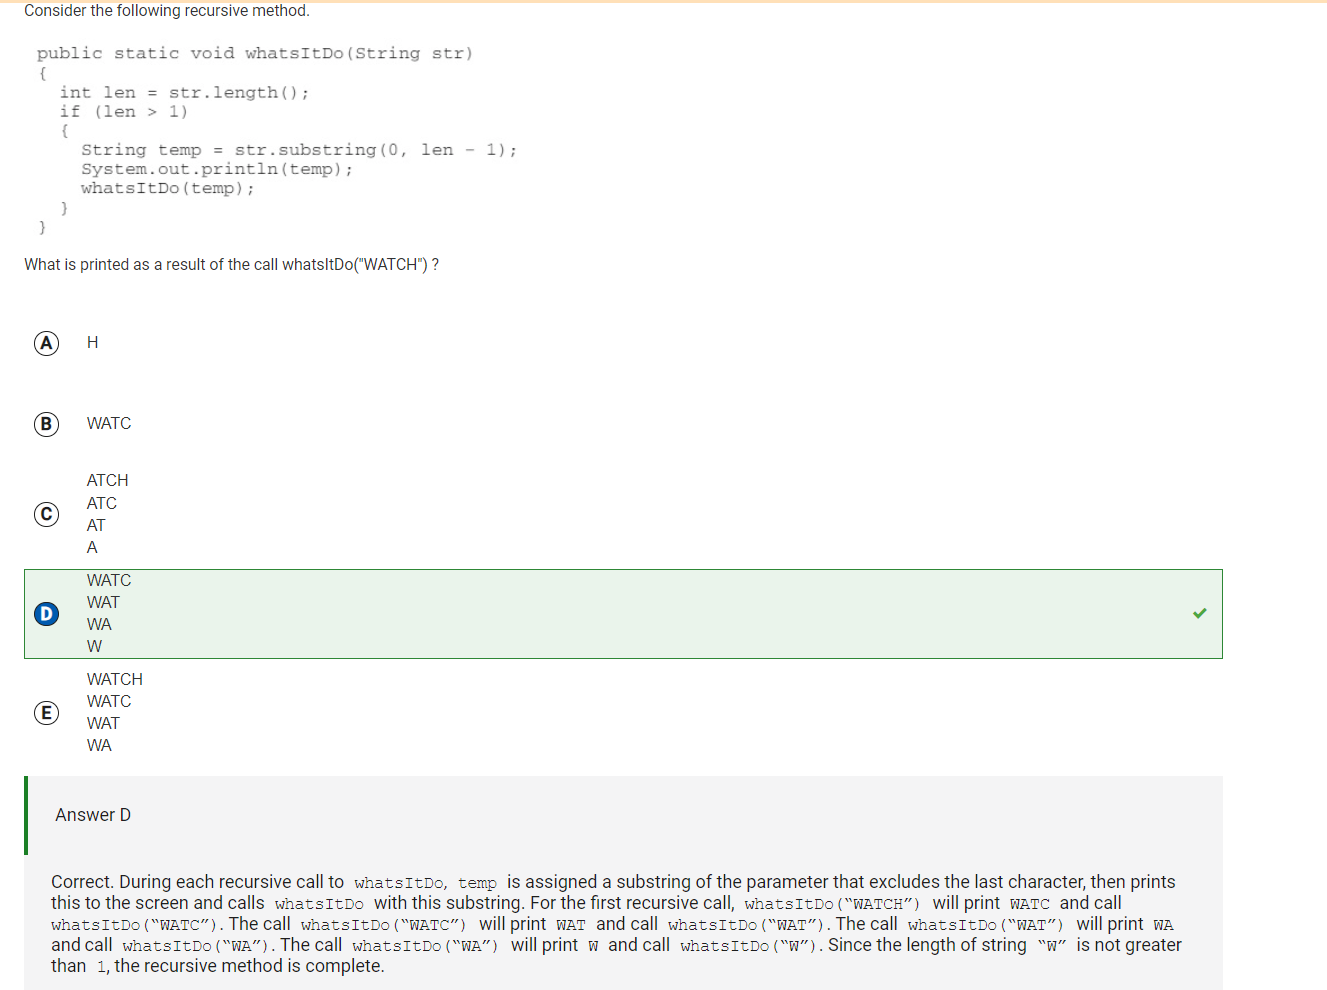 Consider the following recursive method.
public static void whatsItDo(String str)
{
int len = str.length();
if (len > 1)
{
String temp = str.substring(0, len - 1);
System.out.println(temp);
whatsItDo(temp);
}
}
What is printed as a result of the call whatsItDo("WATCH") ?
A H
B WATC
ATCH
ATC
C
AT
A
WATC
WAT
D
WA
W
WATCH
WATC
E
WAT
WA
Answer D
Correct. During each recursive call to whatsItDo, temp is assigned a substring of the parameter that excludes the last character, then prints
this to the screen and calls whatsItDo with this substring. For the first recursive call, whatsItDo(“WATCH”) will print WATC and call
whatsItDo(“WATC”). The call whatsItDo(“WATC”) will print WAT and call whatsItDo(“WAT”). The call whatsItDo(“WAT”) will print WA
and call whatsItDo(“WA”). The call whatsItDo(“WA”) will print W and call whatsItDo(“W”). Since the length of string “W” is not greater
than 1, the recursive method is complete.